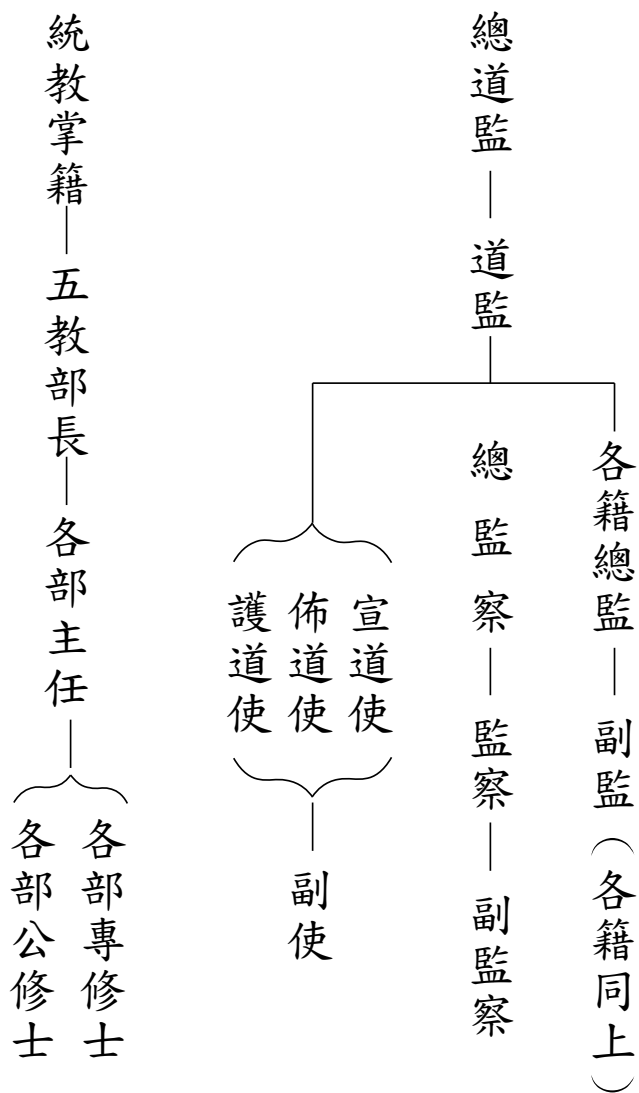 總道監
道監
各籍總監
副監（各籍同上）
總監察
監察
副監察
宣道使
佈道使
護道使
副使
統教掌籍
五教部長
各部主任
各部專修士
各部公修士